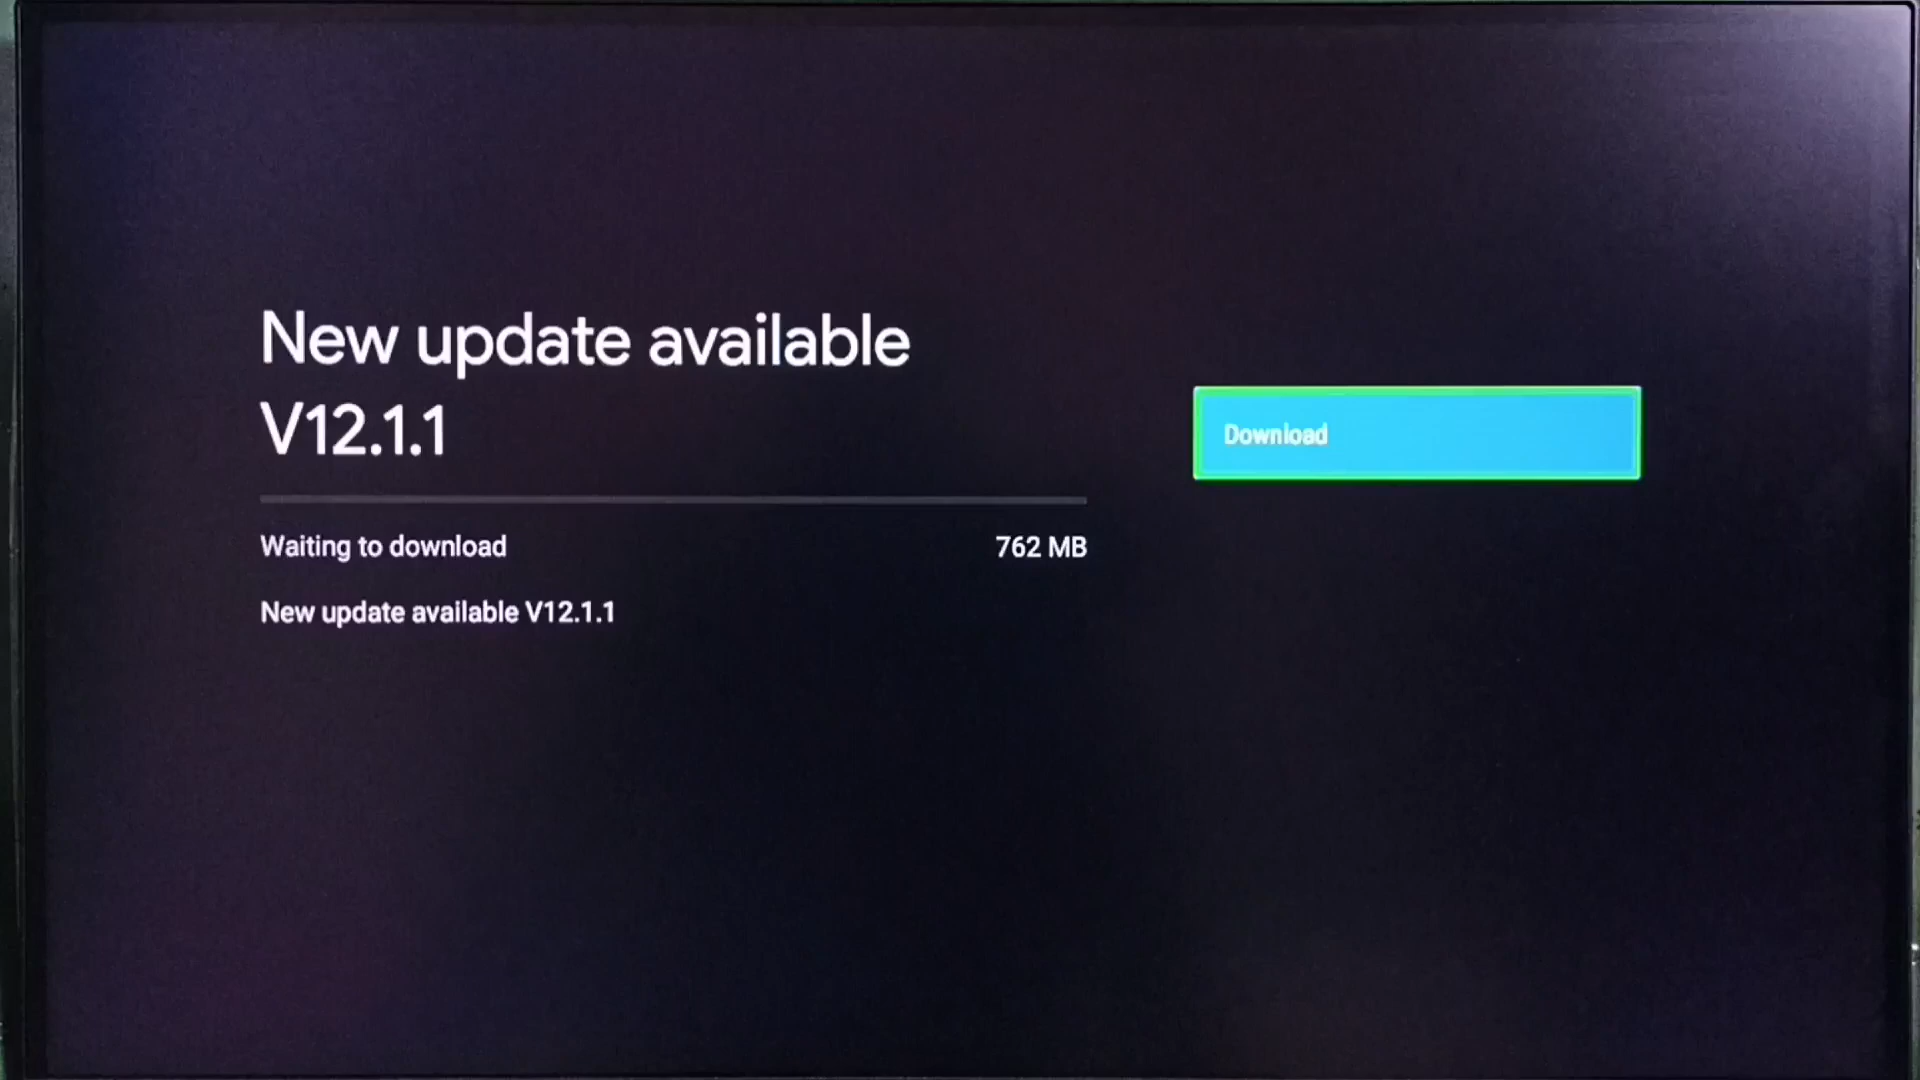 New update available
V12.1.1
Download
Waiting to download 762 MB
New update available V12.1.1